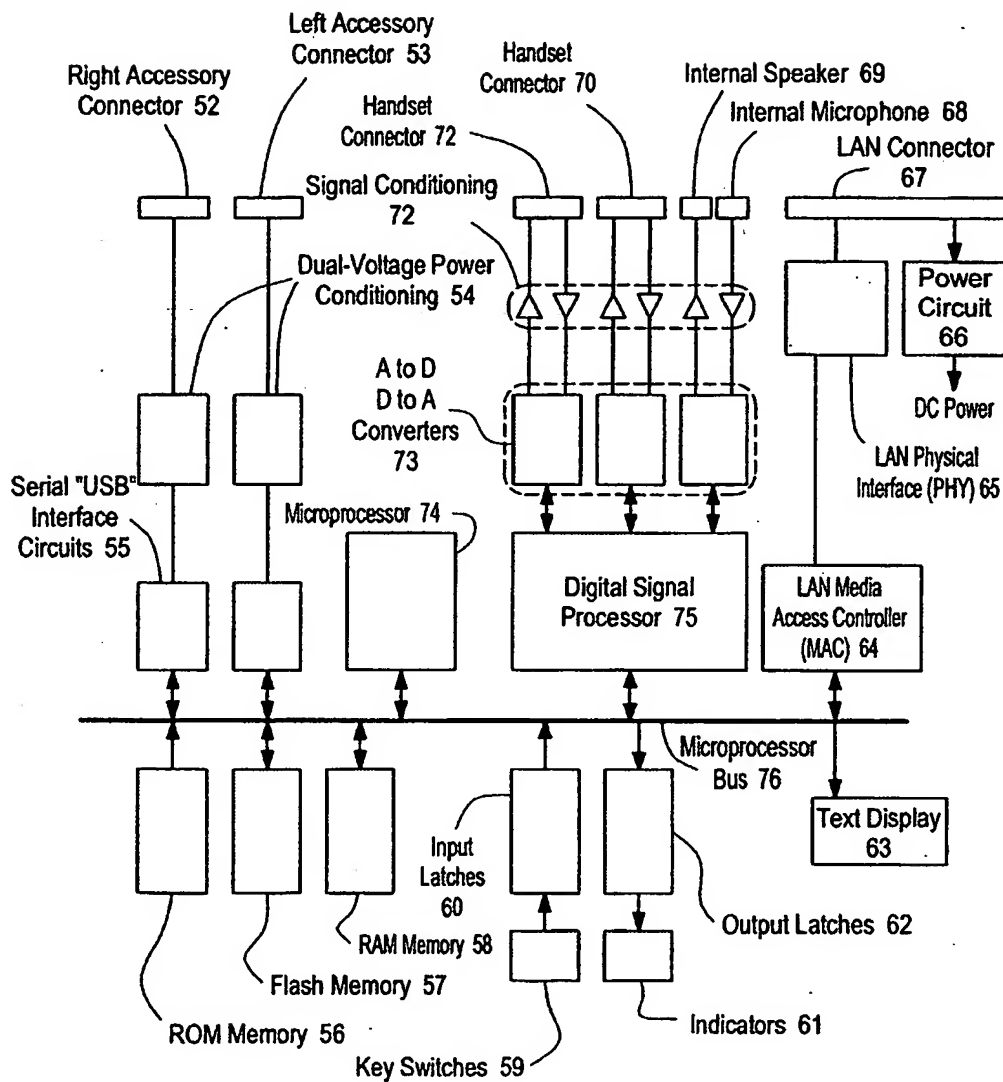 Left Accessory
Connector 53
Right Accessory
Connector 52
Handset
Connector 70
Handset
Connector
72
Internal Speaker 69
Internal Microphone 68
LAN Connector
67
Signal Conditioning
72
Dual-Voltage Power
Conditioning 54
Power
Circuit
66
DC Power
A to D
D to A
Converters
73
LAN Physical
Interface (PHY) 65
Serial "USB"
Interface
Circuits 55
Microprocessor 74
Digital Signal
Processor 75
LAN Media
Access Controller
(MAC) 64
Microprocessor
Bus 76
Text Display
63
Input
Latches
60
RAM Memory 58
Output Latches 62
Flash Memory 57
ROM Memory 56
Indicators 61
Key Switches 59